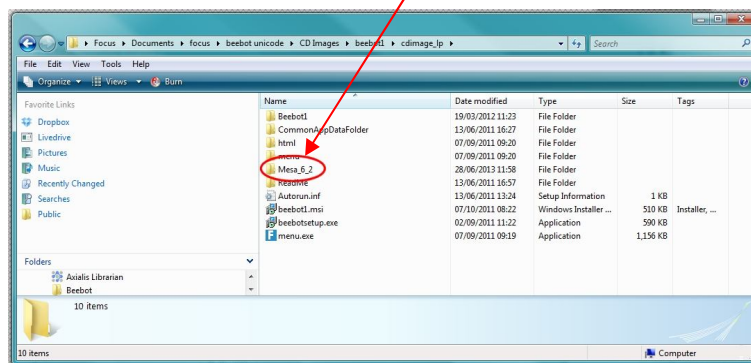 Focus ▸ Documents ▸ focus ▸ beebot unicode ▸ CD Images ▸ beebot1 ▸ cdimage_lp ▸ Search
File Edit View Tools Help
Organize Views Burn
Favorite Links
Dropbox
Livedrive
Pictures
Music
Recently Changed
Searches
Public
Folders
Axialis Librarian
Beebot
Name Date modified Type Size Tags
Beebot1 19/03/2012 11:23 File Folder
CommonAppDataFolder 13/06/2011 16:27 File Folder
html 07/09/2011 09:20 File Folder
menu 07/09/2011 09:20 File Folder
Mesa_6_2 28/06/2013 11:58 File Folder
ReadMe 13/06/2011 16:57 File Folder
Autorun.inf 13/06/2011 13:24 Setup Information 1 KB
beebot1.msi 07/10/2011 08:22 Windows Installer ... 510 KB Installer, ...
beebotsetup.exe 02/09/2011 11:22 Application 590 KB
menu.exe 07/09/2011 09:19 Application 1,156 KB
10 items
10 items Computer